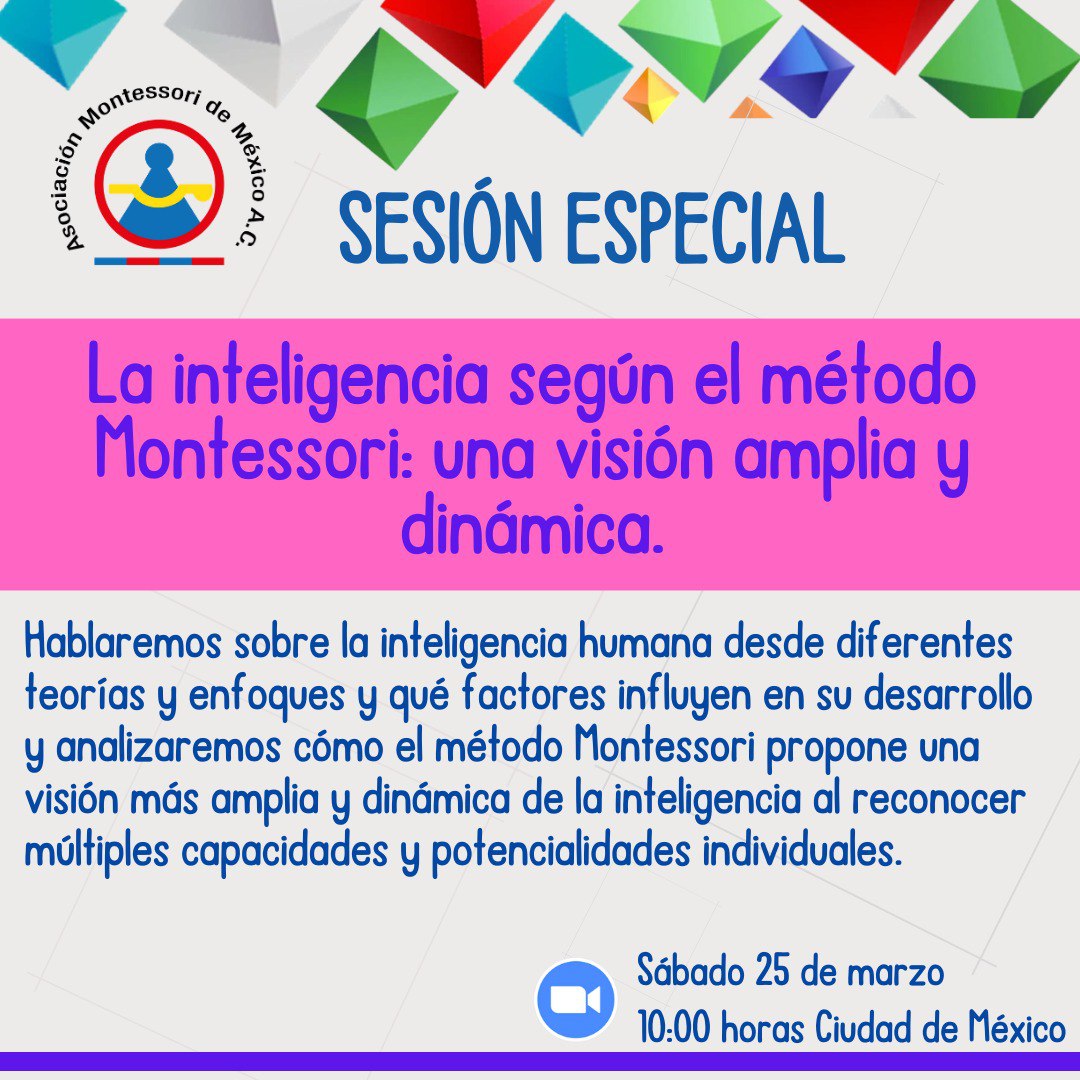 Asociación Montessori de México A.C.
SESIÓN ESPECIAL
La inteligencia según el método
Montessori: una visión amplia y
dinámica.
Hablaremos sobre la inteligencia humana desde diferentes
teorías y enfoques y qué factores influyen en su desarrollo
y analizaremos cómo el método Montessori propone una
visión más amplia y dinámica de la inteligencia al reconocer
múltiples capacidades y potencialidades individuales.
Sábado 25 de marzo
10:00 horas Ciudad de México